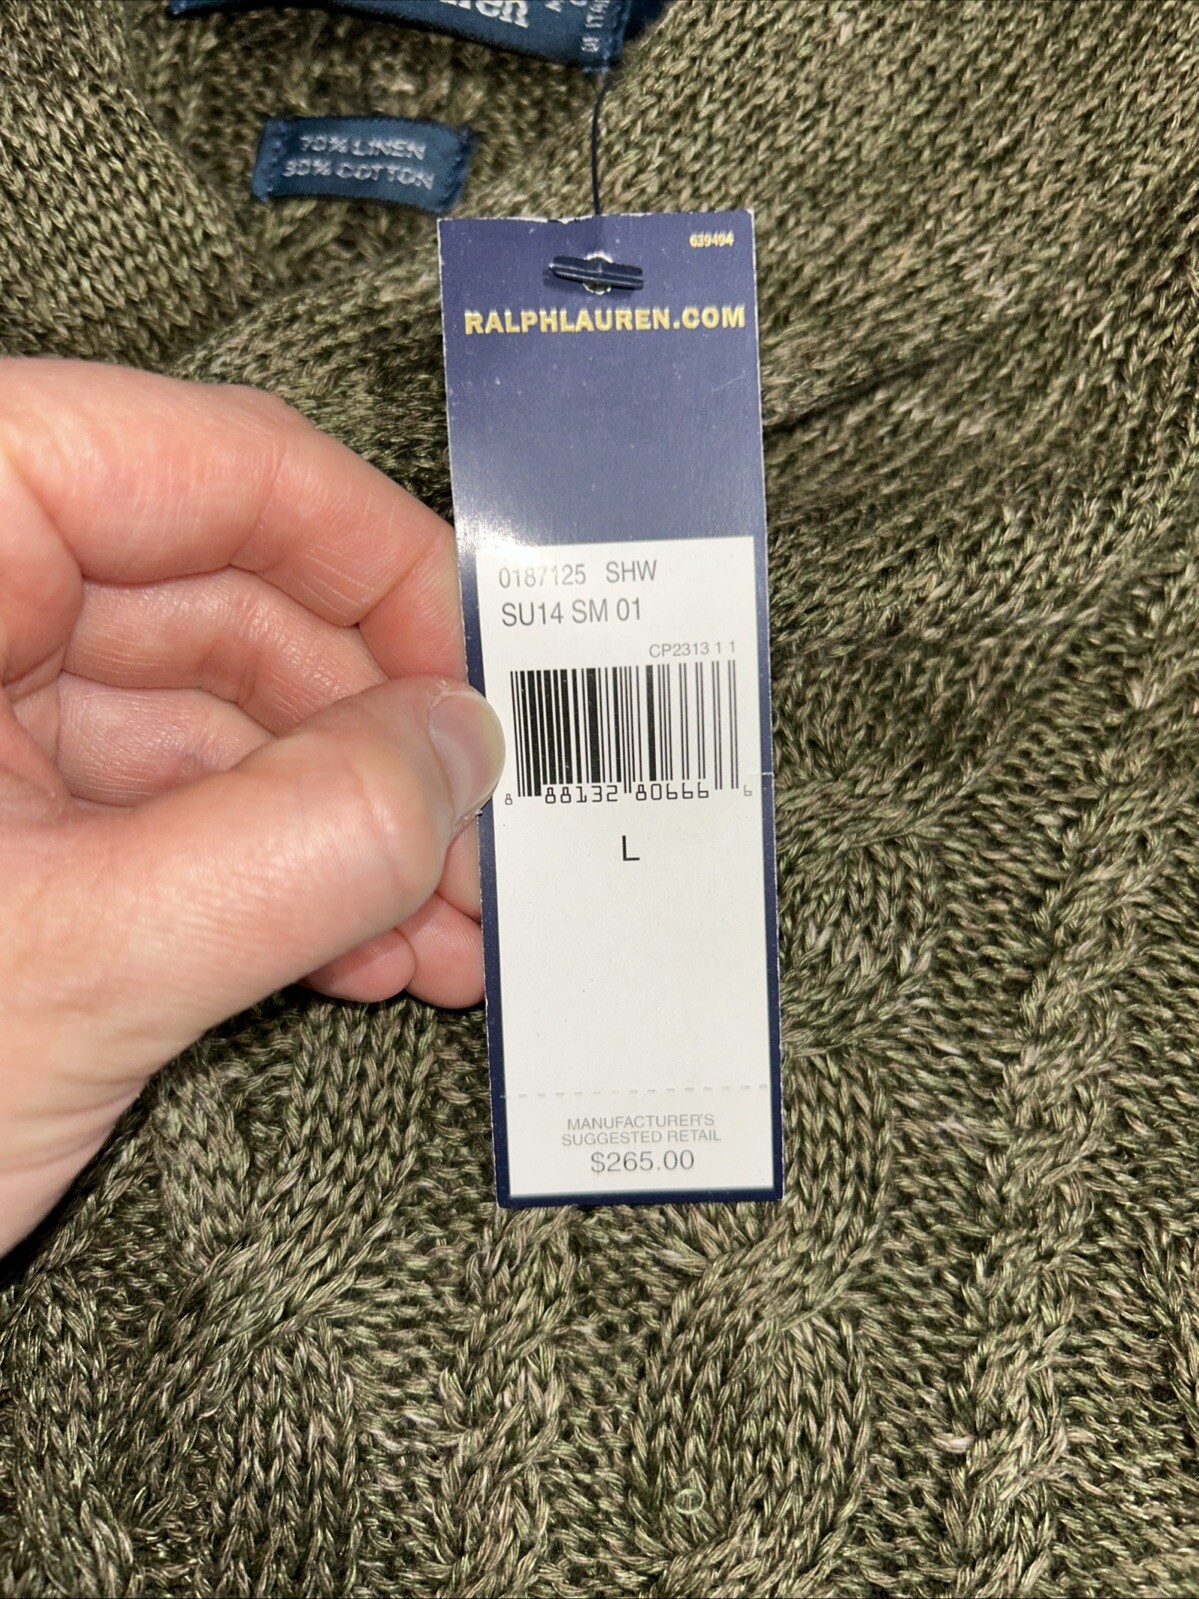 70% LINEN
30% COTTON
639494
RALPHLAUREN.COM
0187125 SHW
SU14 SM 01
CP2313 1 1
8 88132 80666 6
L
MANUFACTURER'S
SUGGESTED RETAIL
$265.00